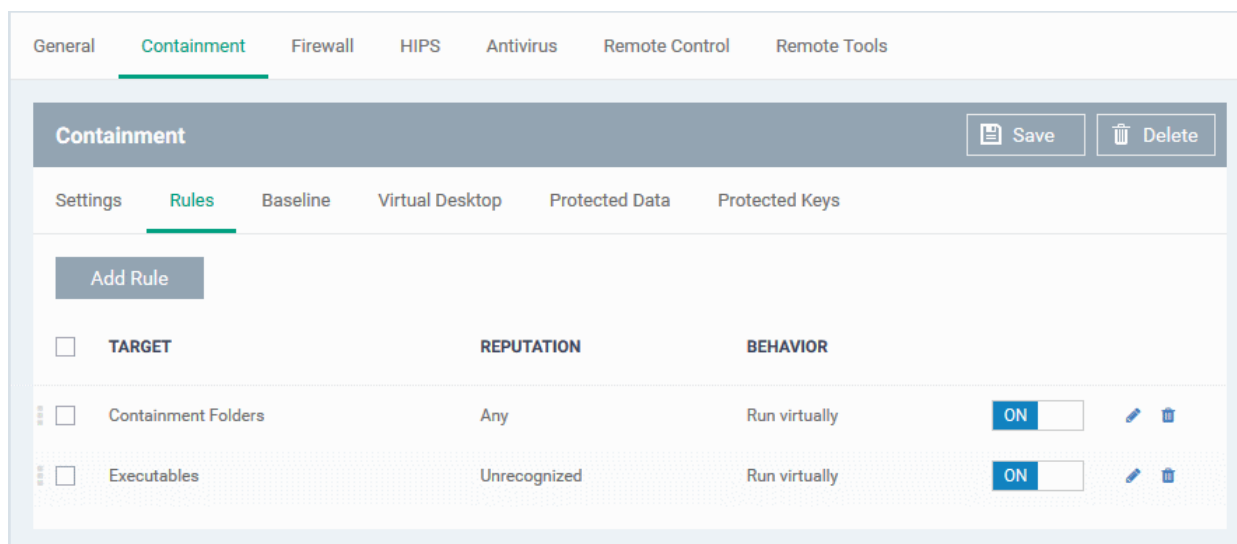 General Containment Firewall HIPS Antivirus Remote Control Remote Tools
Containment Save Delete
Settings Rules Baseline Virtual Desktop Protected Data Protected Keys
Add Rule
TARGET REPUTATION BEHAVIOR
Containment Folders Any Run virtually ON
Executables Unrecognized Run virtually ON